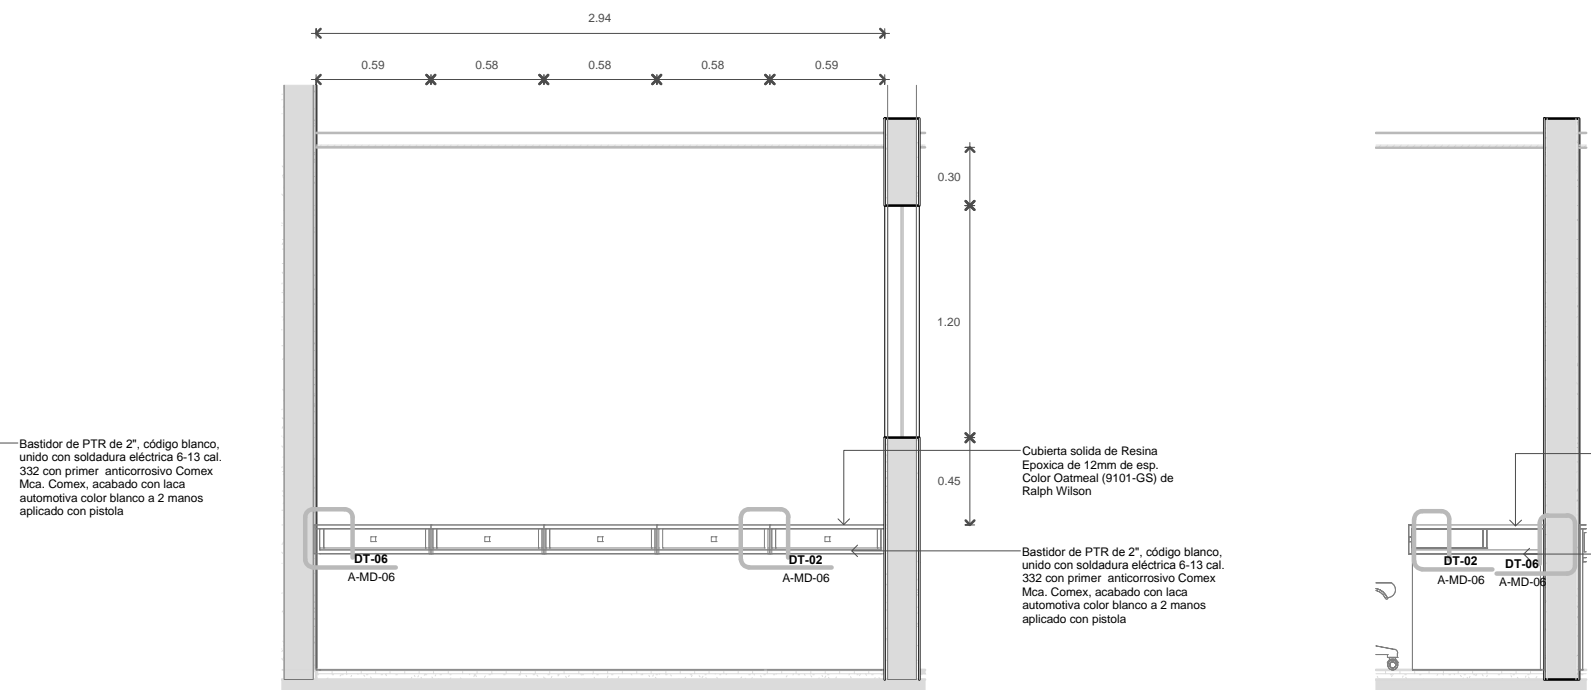 2.94
0.59
0.58
0.58
0.58
0.59
0.30
1.20
0.45
Bastidor de PTR de 2", código blanco,
unido con soldadura eléctrica 6-13 cal.
332 con primer anticorrosivo Comex
Mca. Comex, acabado con laca
automotiva color blanco a 2 manos
aplicado con pistola
Cubierta solida de Resina
Epoxica de 12mm de esp.
Color Oatmeal (9101-GS) de
Ralph Wilson
DT-06
A-MD-06
DT-02
A-MD-06
Bastidor de PTR de 2", código blanco,
unido con soldadura eléctrica 6-13 cal.
332 con primer anticorrosivo Comex
Mca. Comex, acabado con laca
automotiva color blanco a 2 manos
aplicado con pistola
DT-02
A-MD-06
DT-06
A-MD-06